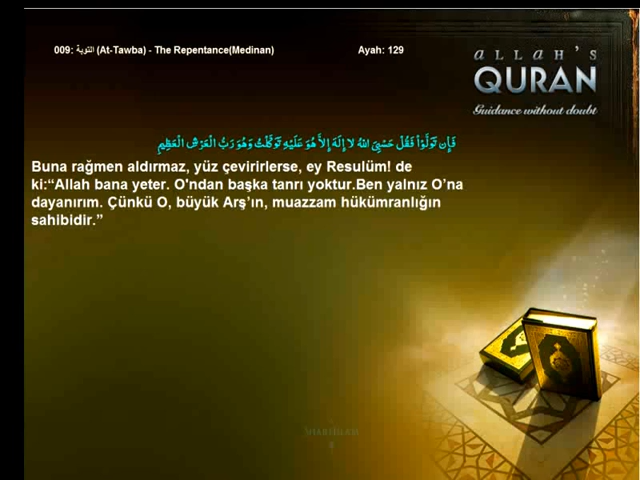 009: التوبة (At-Tawba) - The Repentance(Medinan)
Ayah: 129
ALLAH'S
QURAN
Guidance without doubt
فَإِن تَوَلَّوْاْ فَقُلْ حَسْبِيَ اللّهُ لا إِلَهَ إِلاَّ هُوَ عَلَيْهِ تَوَكَّلْتُ وَهُوَ رَبُّ الْعَرْشِ الْعَظِيمِ
Buna rağmen aldırmaz, yüz çevirirlerse, ey Resulüm! de
ki:“Allah bana yeter. O'ndan başka tanrı yoktur.Ben yalnız O’na
dayanırım. Çünkü O, büyük Arş’ın, muazzam hükümranlığın
sahibidir.”